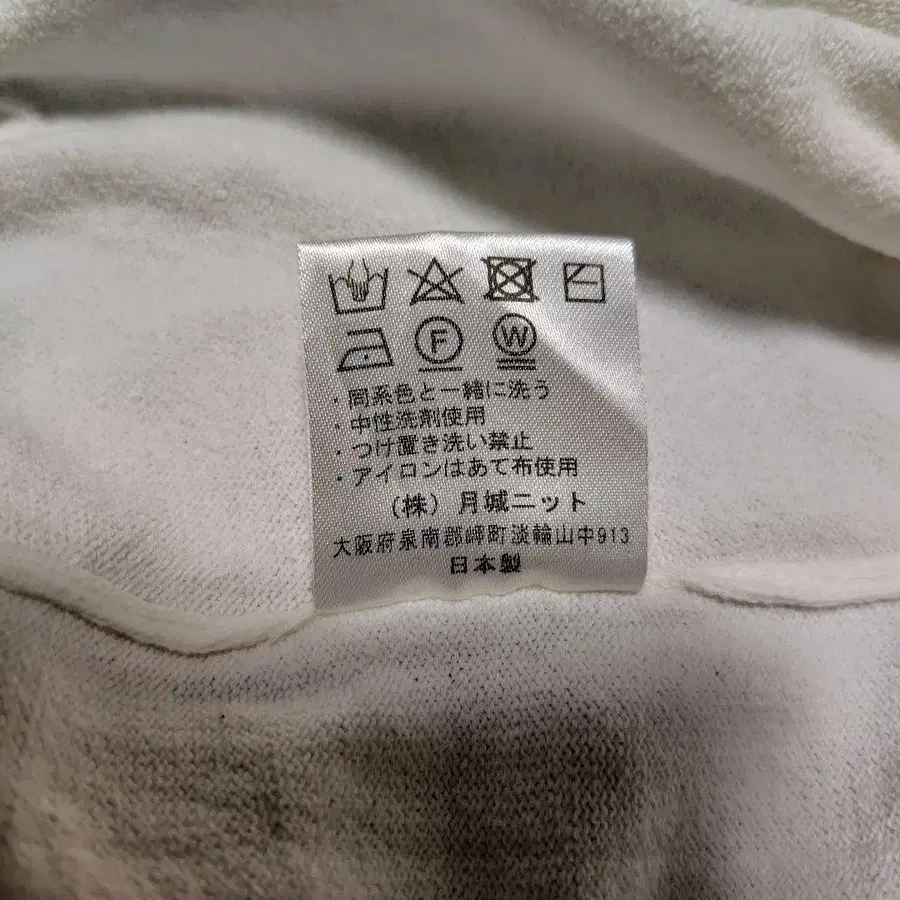 F W
・同系色と一緒に洗う
・中性洗剤使用
・つけ置き洗い禁止
・アイロンはあて布使用
(株) 月城ニット
大阪府泉南郡岬町淡輪山中913
日本製